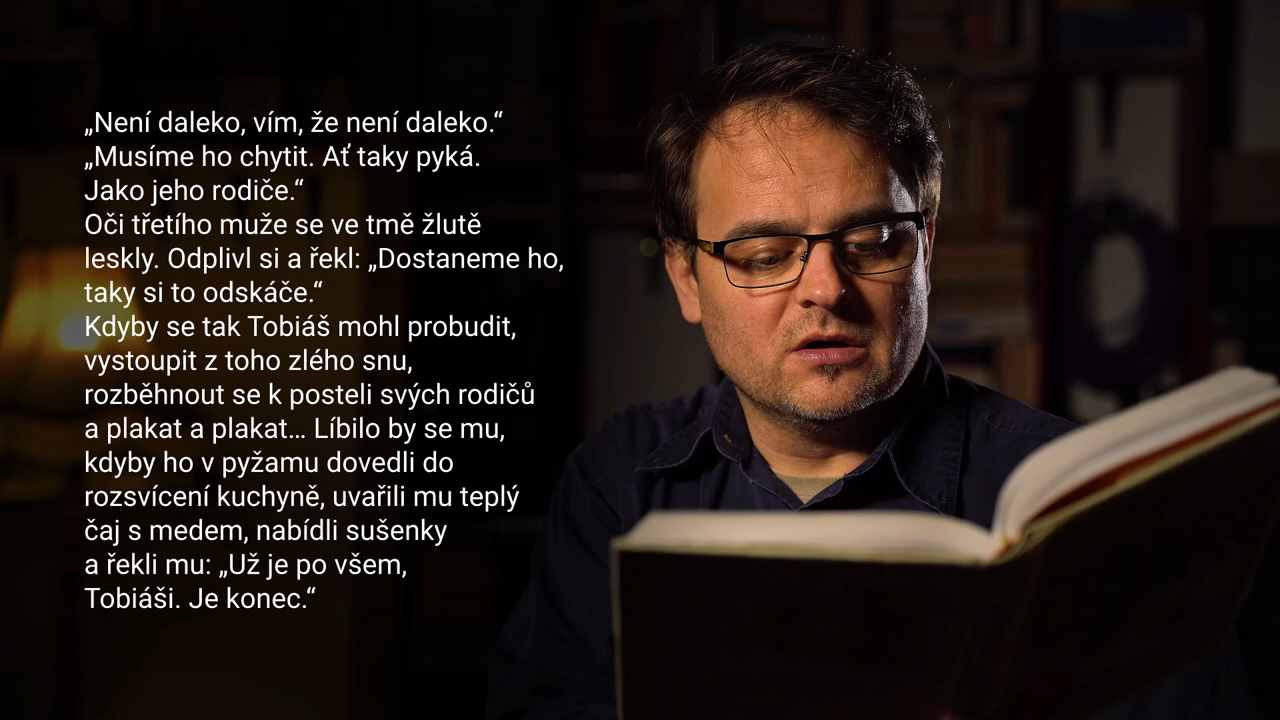 „Není daleko, vím, že není daleko.“
„Musíme ho chytit. Ať taky pyká.
Jako jeho rodiče.“
Oči třetího muže se ve tmě žlutě
leskly. Odplivl si a řekl: „Dostaneme ho,
taky si to odskáče.“
Kdyby se tak Tobiáš mohl probudit,
vystoupit z toho zlého snu,
rozběhnout se k posteli svých rodičů
a plakat a plakat… Líbilo by se mu,
kdyby ho v pyžamu dovedli do
rozsvícení kuchyně, uvařili mu teplý
čaj s medem, nabídli sušenky
a řekli mu: „Už je po všem,
Tobiáši. Je konec.“